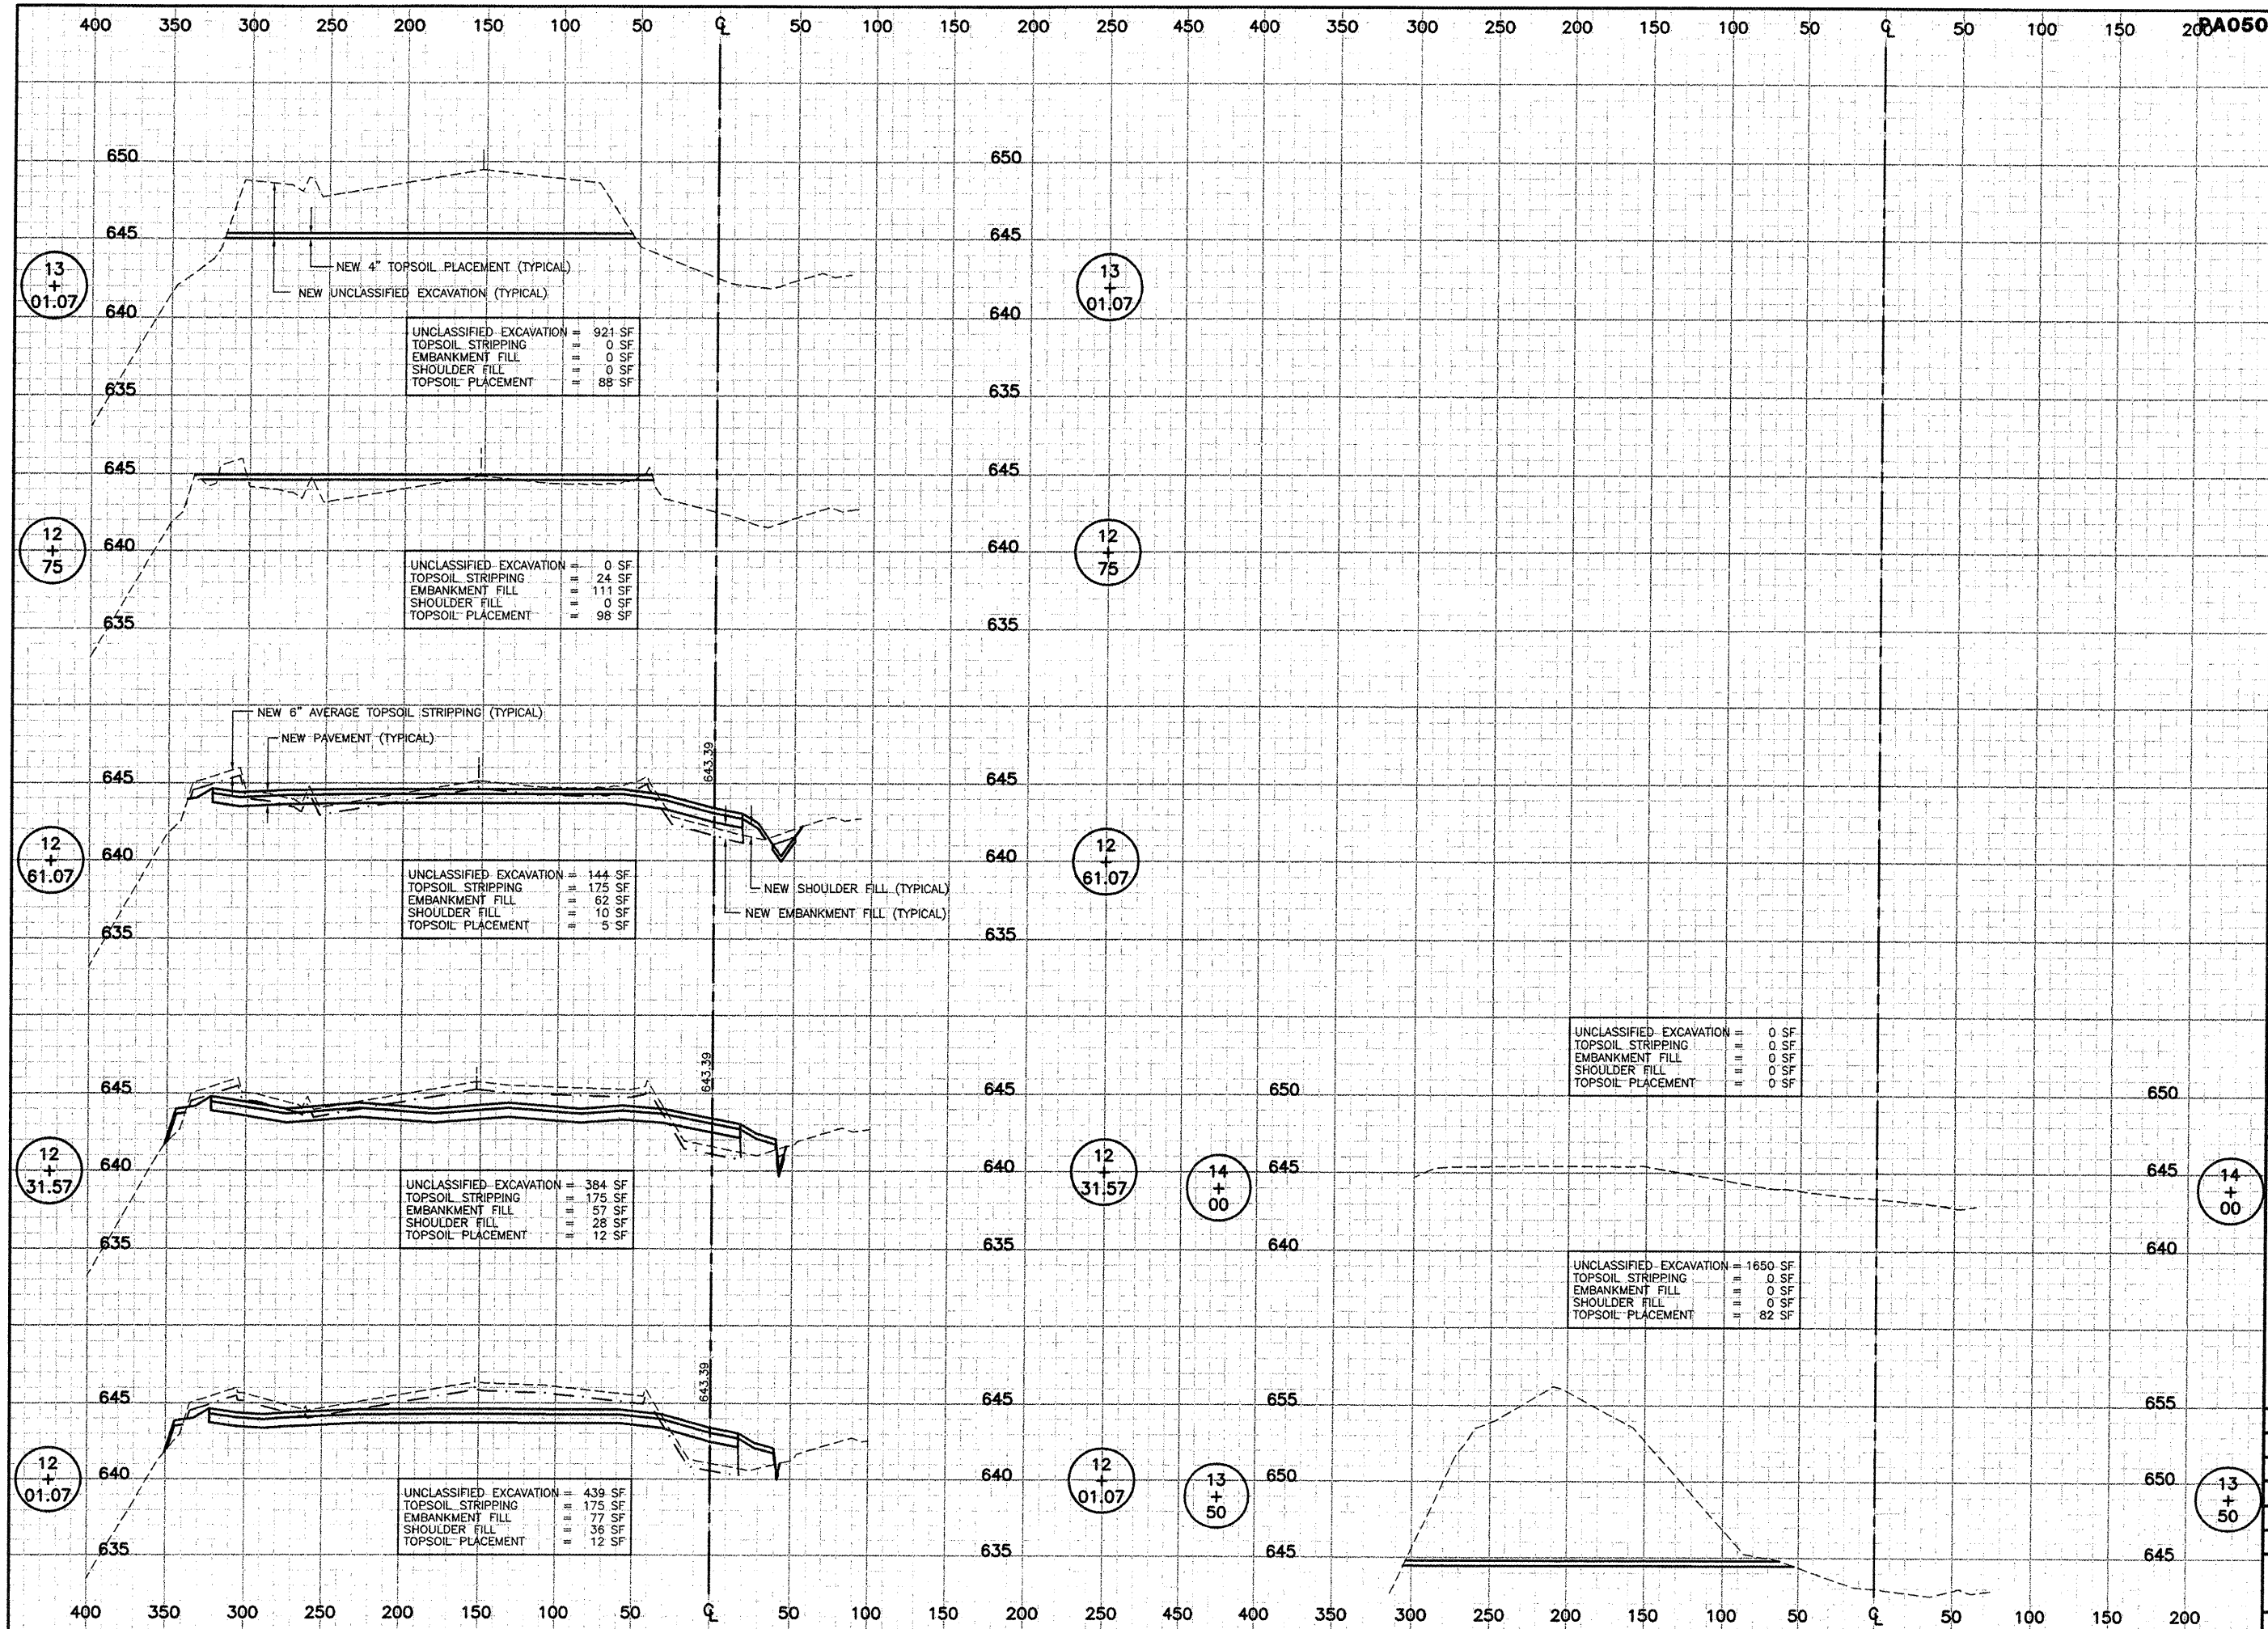 400 350 300 250 200 150 100 50 ℄ 50 100 150 200 250 450 400 350 300 250 200 150 100 50 ℄ 50 100 150 200 PA050
650 650
645 645
NEW 4" TOPSOIL PLACEMENT (TYPICAL)
13
+
01.07
13
+
01.07
NEW UNCLASSIFIED EXCAVATION (TYPICAL)
640 640
UNCLASSIFIED EXCAVATION = 921 SF
TOPSOIL STRIPPING = 0 SF
EMBANKMENT FILL = 0 SF
SHOULDER FILL = 0 SF
TOPSOIL PLACEMENT = 88 SF
635 635
645 645
12
+
75
12
+
75
640 640
UNCLASSIFIED EXCAVATION = 0 SF
TOPSOIL STRIPPING = 24 SF
EMBANKMENT FILL = 111 SF
SHOULDER FILL = 0 SF
TOPSOIL PLACEMENT = 98 SF
635 635
NEW 6" AVERAGE TOPSOIL STRIPPING (TYPICAL)
NEW PAVEMENT (TYPICAL)
643.39
645 645
12
+
61.07
12
+
61.07
640 640
UNCLASSIFIED EXCAVATION = 144 SF
TOPSOIL STRIPPING = 175 SF
EMBANKMENT FILL = 62 SF
SHOULDER FILL = 10 SF
TOPSOIL PLACEMENT = 5 SF
NEW SHOULDER FILL (TYPICAL)
NEW EMBANKMENT FILL (TYPICAL)
635 635
643.39
645 645
12
+
31.57
12
+
31.57
640 640
UNCLASSIFIED EXCAVATION = 384 SF
TOPSOIL STRIPPING = 175 SF
EMBANKMENT FILL = 57 SF
SHOULDER FILL = 28 SF
TOPSOIL PLACEMENT = 12 SF
635 635
643.39
645 645
12
+
01.07
12
+
01.07
640 640
UNCLASSIFIED EXCAVATION = 439 SF
TOPSOIL STRIPPING = 175 SF
EMBANKMENT FILL = 77 SF
SHOULDER FILL = 36 SF
TOPSOIL PLACEMENT = 12 SF
635 635
UNCLASSIFIED EXCAVATION = 0 SF
TOPSOIL STRIPPING = 0 SF
EMBANKMENT FILL = 0 SF
SHOULDER FILL = 0 SF
TOPSOIL PLACEMENT = 0 SF
650 650
645 645
14
+
00
14
+
00
640 640
UNCLASSIFIED EXCAVATION = 1650 SF
TOPSOIL STRIPPING = 0 SF
EMBANKMENT FILL = 0 SF
SHOULDER FILL = 0 SF
TOPSOIL PLACEMENT = 82 SF
655 655
650 650
13
+
50
13
+
50
645 645
400 350 300 250 200 150 100 50 ℄ 50 100 150 200 250 400 350 300 250 200 150 100 50 ℄ 50 100 150 200